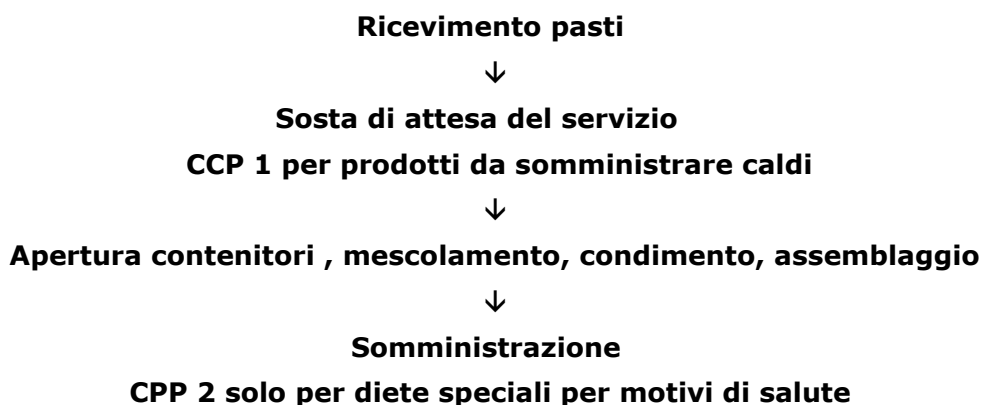 Ricevimento pasti
↓
Sosta di attesa del servizio
CCP 1 per prodotti da somministrare caldi
↓
Apertura contenitori , mescolamento, condimento, assemblaggio
↓
Somministrazione
CPP 2 solo per diete speciali per motivi di salute